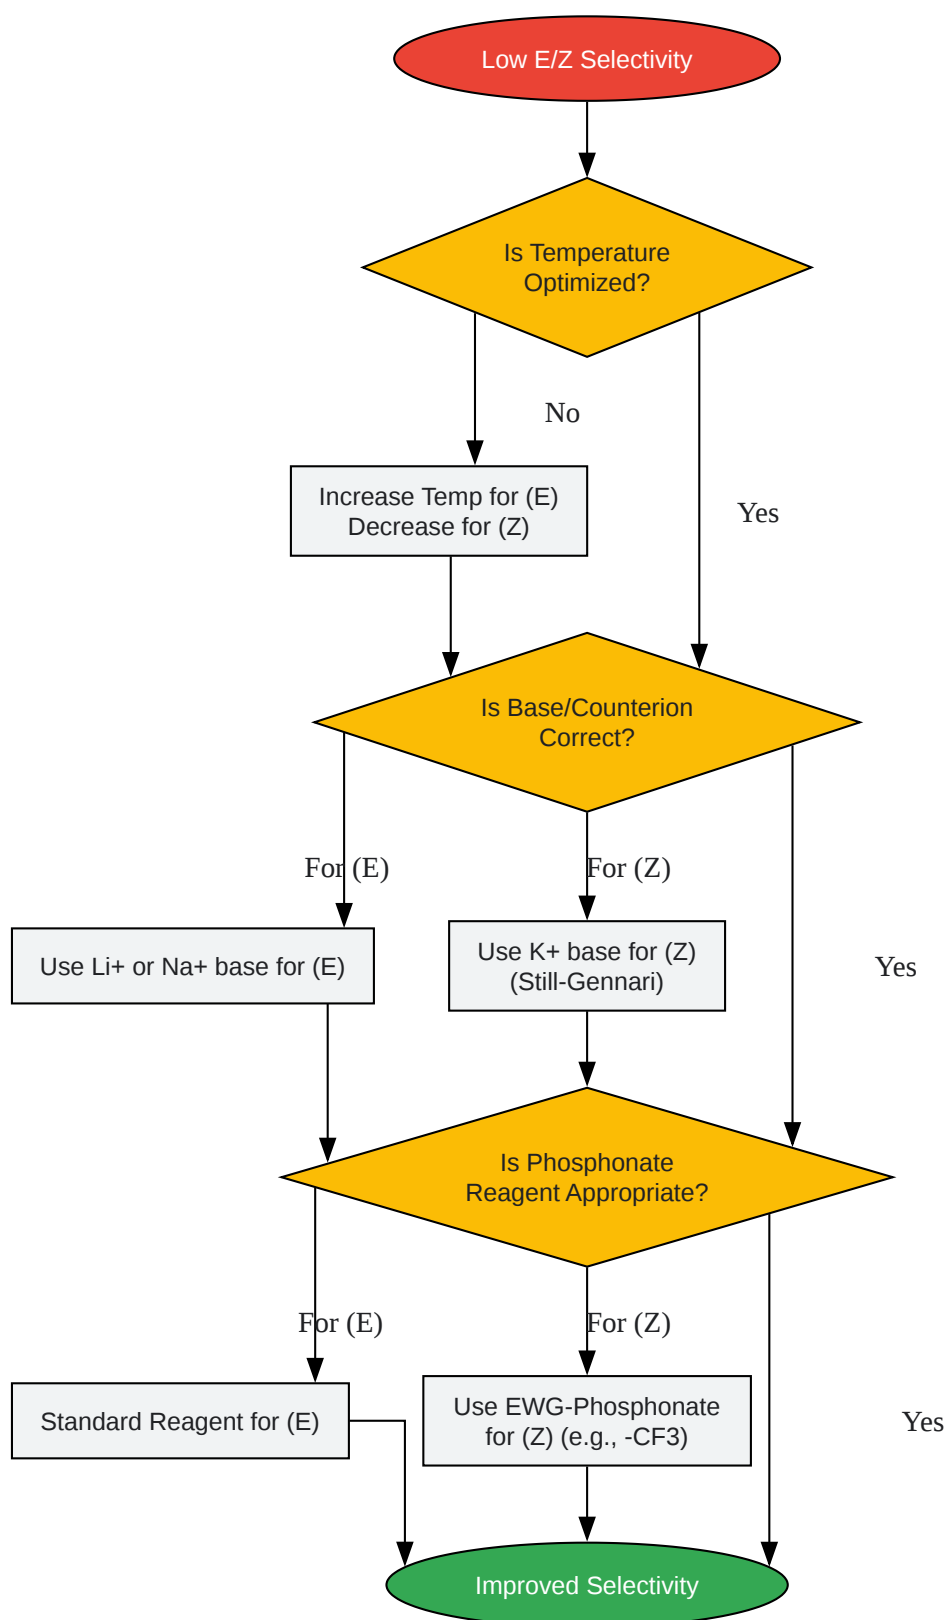 Low E/Z Selectivity
Is Temperature
Optimized?
No
Increase Temp for (E)
Decrease for (Z)
Yes
Is Base/Counterion
Correct?
For (E)
For (Z)
Use Li+ or Na+ base for (E)
Use K+ base for (Z)
(Still-Gennari)
Yes
Is Phosphonate
Reagent Appropriate?
For (E)
For (Z)
Standard Reagent for (E)
Use EWG-Phosphonate
for (Z) (e.g., -CF3)
Yes
Improved Selectivity